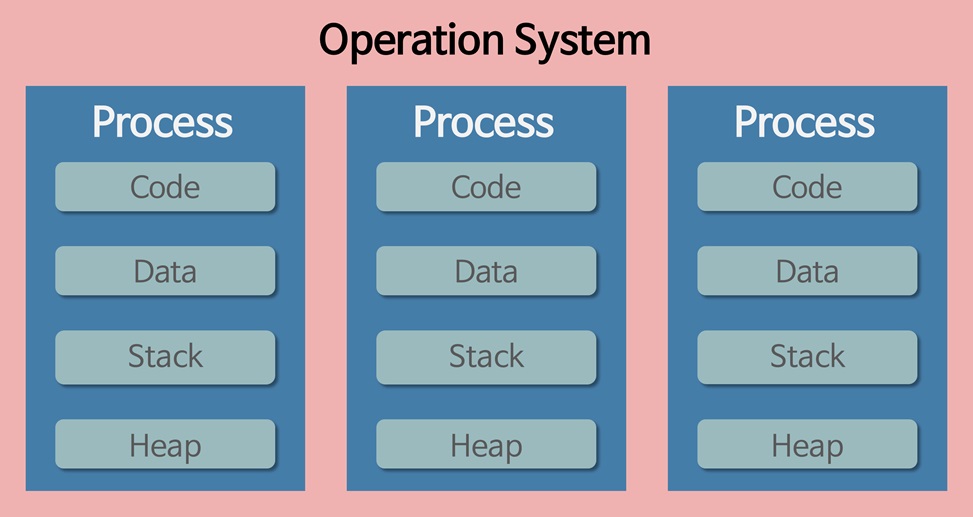 Operation System
Process
Code
Data
Stack
Heap
Process
Code
Data
Stack
Heap
Process
Code
Data
Stack
Heap